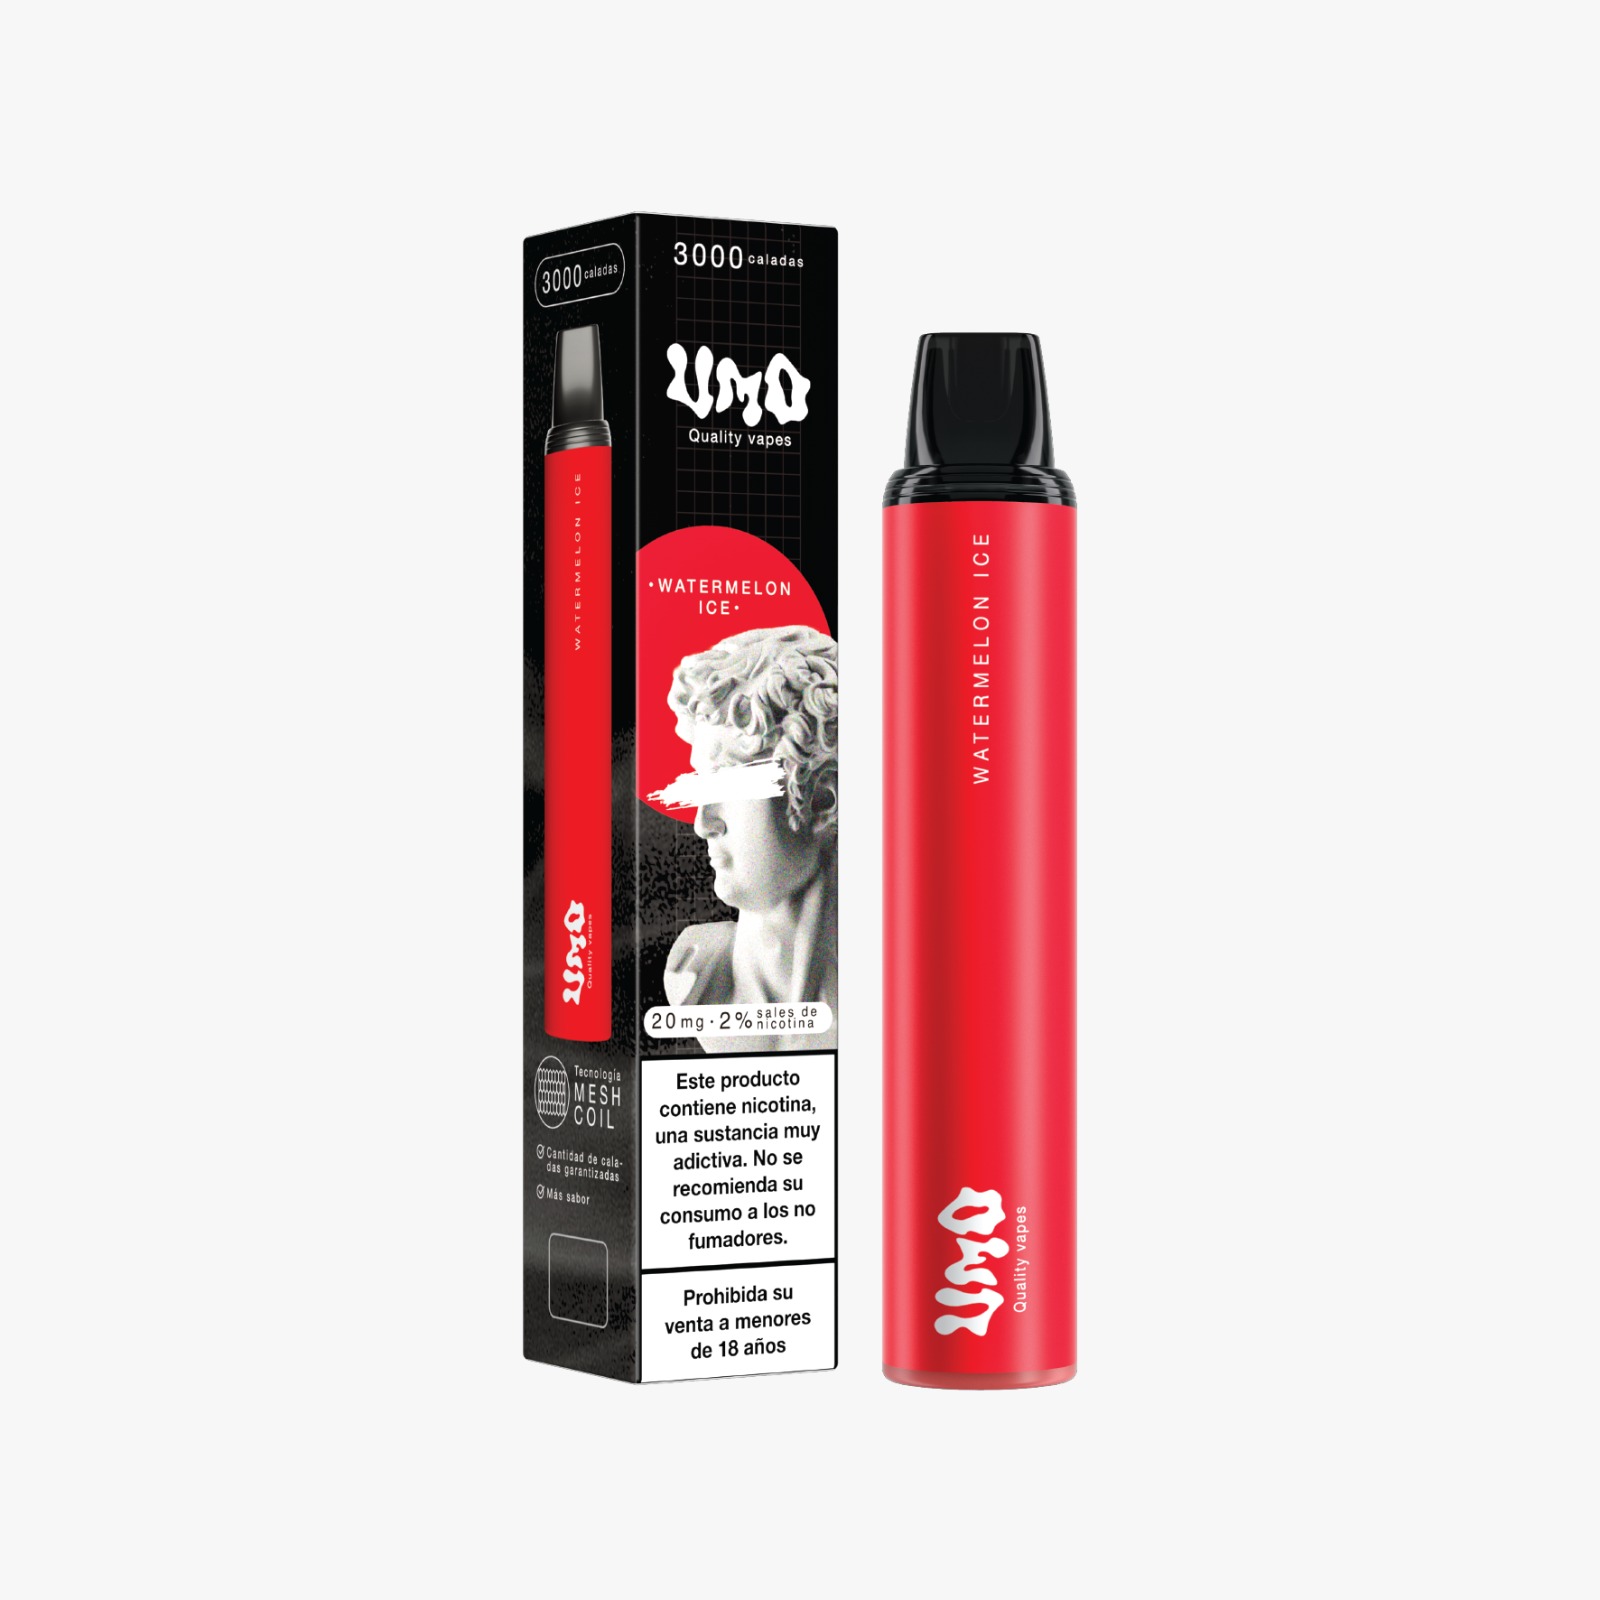 3000 caladas
WATERMELON ICE
UMO
Quality vapes
Tecnología
MESH
COIL
Cantidad de cala-
das garantizadas
Más sabor
3000 caladas
UMO
Quality vapes
•WATERMELON
ICE•
20mg · 2% sales de
nicotina
Este producto
contiene nicotina,
una sustancia muy
adictiva. No se
recomienda su
consumo a los no
fumadores.
Prohibida su
venta a menores
de 18 años
WATERMELON ICE
UMO
Quality vapes